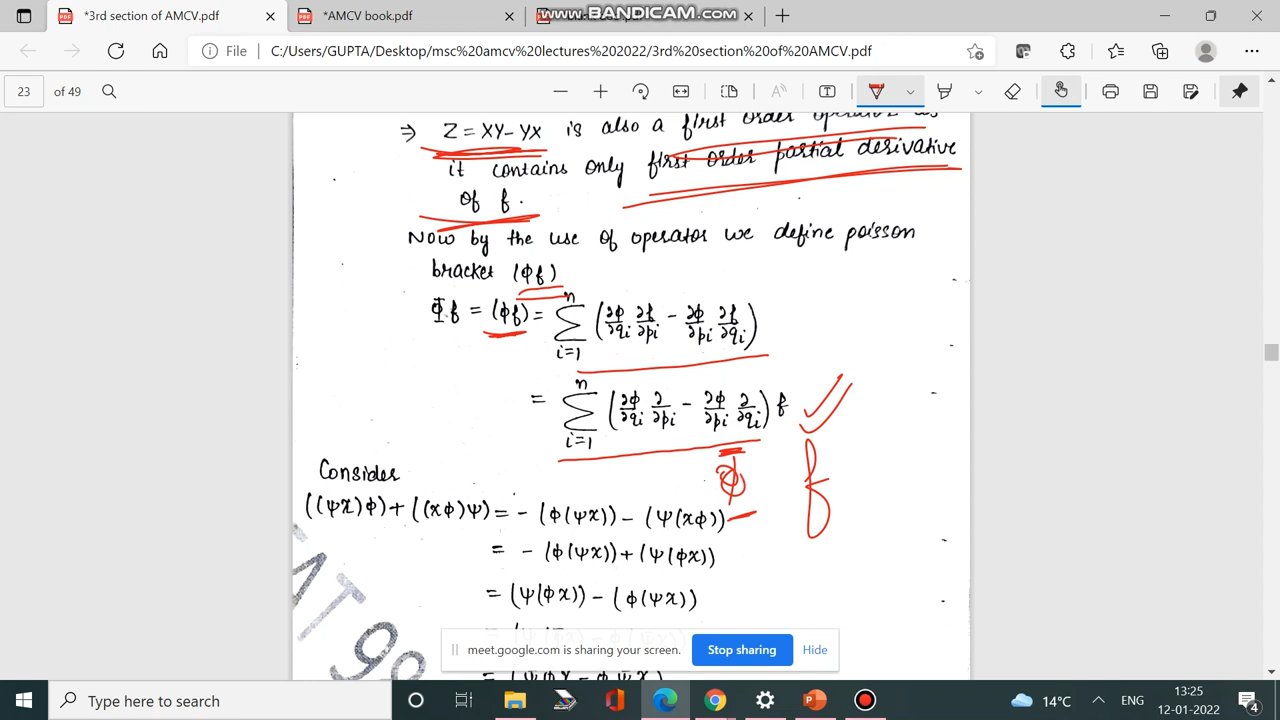 *3rd section of AMCV.pdf
*AMCV book.pdf
www.BANDICAM.com
File
C:/Users/GUPTA/Desktop/msc%20amcv%20lectures%202022/3rd%20section%20of%20AMCV.pdf
23 of 49
⇒ Z = XY - YX is also a first order operator as
it contains only first order partial derivative
of f.
Now by the use of operator we define poisson
bracket (φf)
Φf = (φf) = \sum_{i=1}^{n} (∂φ/∂qi ∂f/∂pi - ∂φ/∂pi ∂f/∂qi)
= \sum_{i=1}^{n} (∂φ/∂qi ∂/∂pi - ∂φ/∂pi ∂/∂qi) f
Φ f
Consider
((ψχ)φ) + ((χφ)ψ) = - (φ(ψχ)) - (ψ(χφ))
= - (φ(ψχ)) + (ψ(φχ))
= (ψ(φχ)) - (φ(ψχ))
meet.google.com is sharing your screen.
Stop sharing
Hide
Type here to search
14°C
ENG
13:25
12-01-2022
4